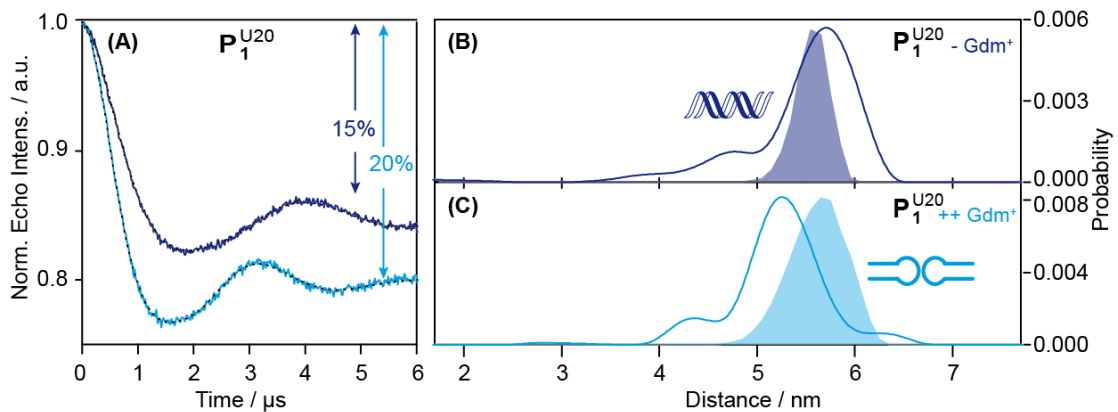 (A)
P₁ᵁ²⁰
15%
20%
1.0
0.9
0.8
Norm. Echo Intens. / a.u.
0 1 2 3 4 5 6
Time / µs
(B)
P₁ᵁ²⁰ - Gdm⁺
0.006
0.003
0.000
(C)
P₁ᵁ²⁰ ++ Gdm⁺
0.008
0.004
0.000
Probability
2 3 4 5 6 7
Distance / nm